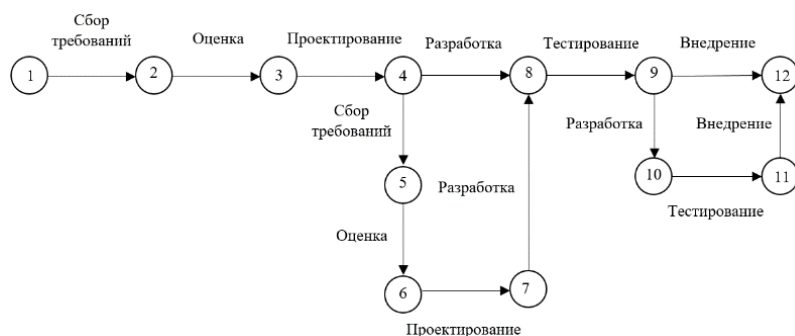 Сбор
требований
Оценка
Проектирование
Разработка
Тестирование
Внедрение
1
2
3
4
8
9
12
Сбор
требований
Разработка
Внедрение
5
10
11
Разработка
Тестирование
Оценка
6
7
Проектирование